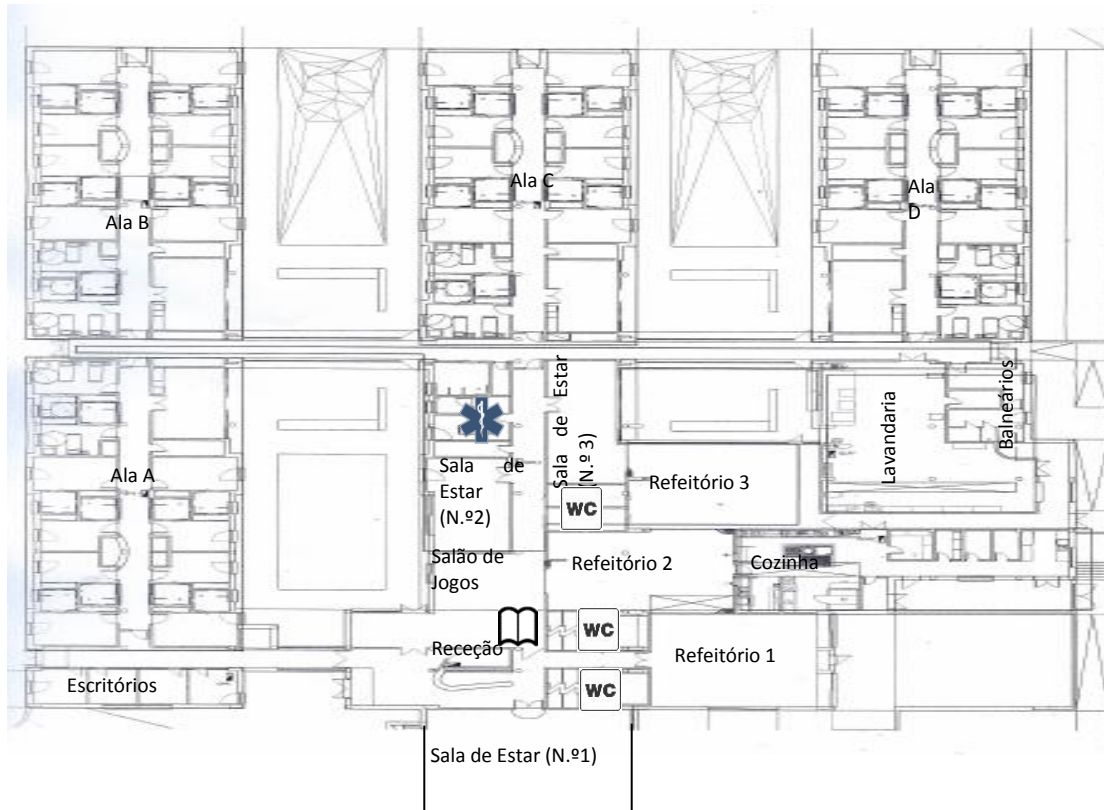 Ala C
Ala
D
Ala B
Sala de Estar
(N.º 3)
Balneários
Lavandaria
Sala de
Estar
(N.º2)
Ala A
Refeitório 3
WC
Salão de
Jogos
Refeitório 2
Cozinha
WC
Receção
Refeitório 1
Escritórios
WC
Sala de Estar (N.º1)